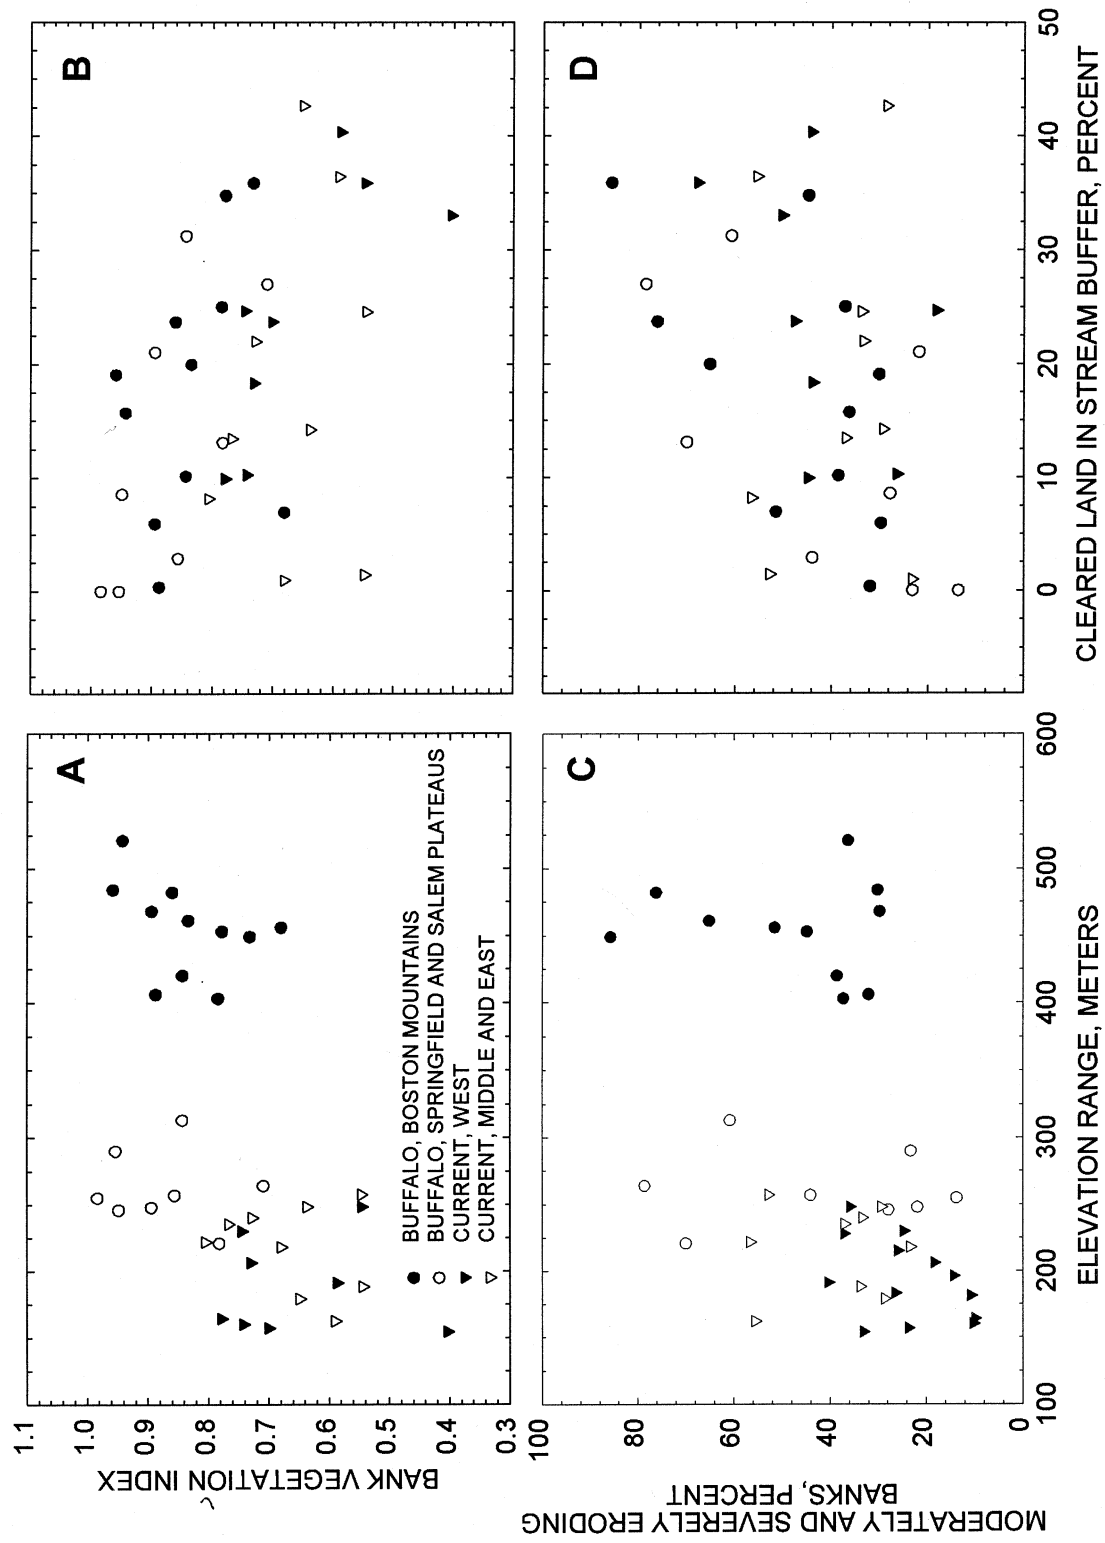 A
B
BANK VEGETATION INDEX
1.1
1.0
0.9
0.8
0.7
0.6
0.5
0.4
0.3
BUFFALO, BOSTON MOUNTAINS
BUFFALO, SPRINGFIELD AND SALEM PLATEAUS
CURRENT, WEST
CURRENT, MIDDLE AND EAST
C
D
MODERATELY AND SEVERELY ERODING
BANKS, PERCENT
100
80
60
40
20
0
100
200
300
400
500
600
ELEVATION RANGE, METERS
0
10
20
30
40
50
CLEARED LAND IN STREAM BUFFER, PERCENT